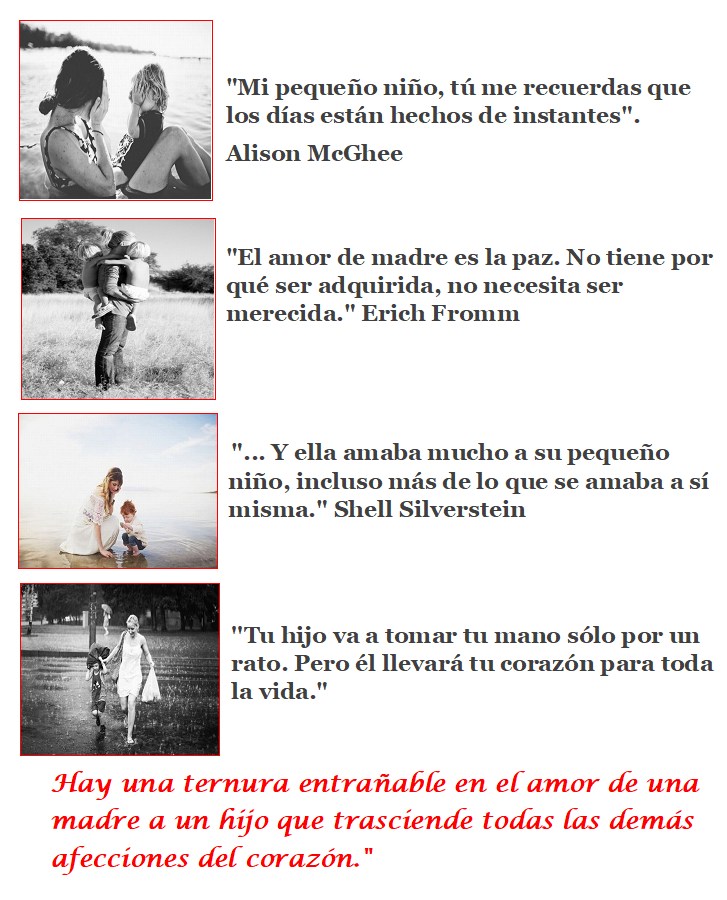 "Mi pequeño niño, tú me recuerdas que
los días están hechos de instantes".
Alison McGhee
"El amor de madre es la paz. No tiene por
qué ser adquirida, no necesita ser
merecida." Erich Fromm
"... Y ella amaba mucho a su pequeño
niño, incluso más de lo que se amaba a sí
misma." Shell Silverstein
"Tu hijo va a tomar tu mano sólo por un
rato. Pero él llevará tu corazón para toda
la vida."
Hay una ternura entrañable en el amor de una
madre a un hijo que trasciende todas las demás
afecciones del corazón."